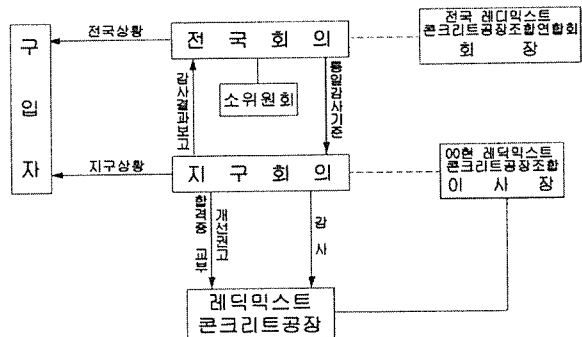 전국상황
전 국 회 의
전국 레디믹스트
콘크리트공장조합연합회
회 장
구 입 자
감사결과보고
소위원회
통일감사기준
지구상황
지 구 회 의
00현 레딕믹스트
콘크리트공장조합
이 사 장
합격증 교부
개선권고
감 사
레딕믹스트
콘크리트공장